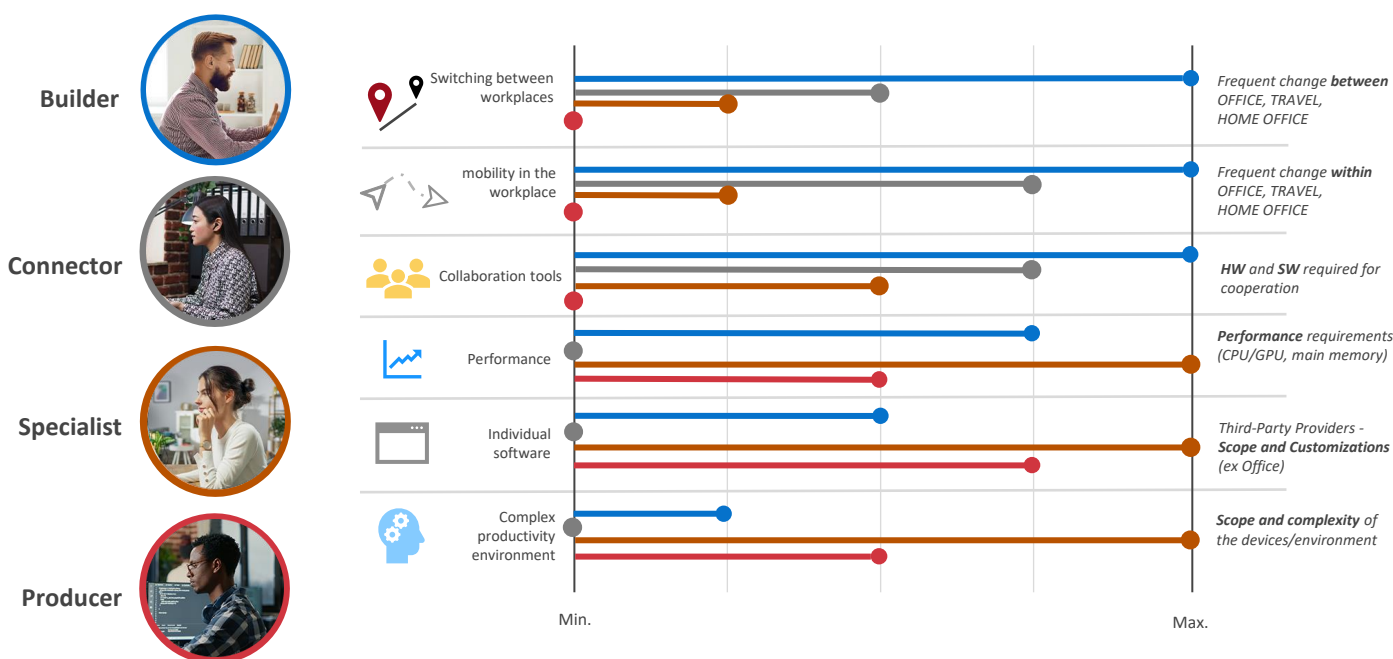 Builder
Connector
Specialist
Producer
Switching between
workplaces
Frequent change between
OFFICE, TRAVEL,
HOME OFFICE
mobility in the
workplace
Frequent change within
OFFICE, TRAVEL,
HOME OFFICE
Collaboration tools
HW and SW required for
cooperation
Performance
Performance requirements
(CPU/GPU, main memory)
Individual
software
Third-Party Providers -
Scope and Customizations
(ex Office)
Complex
productivity
environment
Scope and complexity of
the devices/environment
Min.
Max.